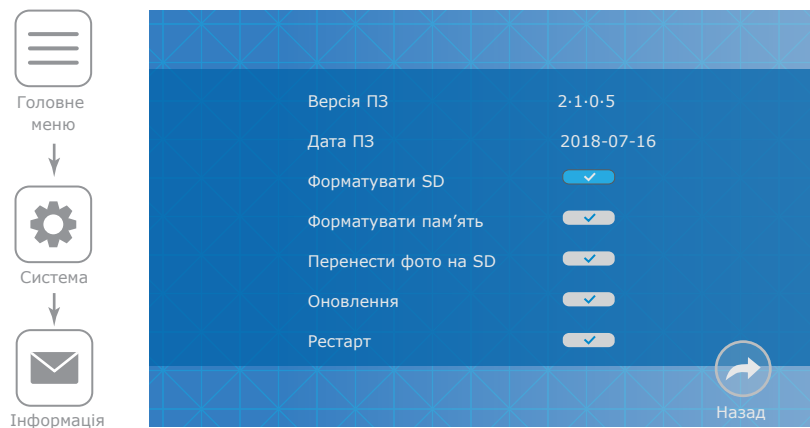 Головне
меню
Система
Інформація
Версія ПЗ 2·1·0·5
Дата ПЗ 2018-07-16
Форматувати SD
Форматувати пам’ять
Перенести фото на SD
Оновлення
Рестарт
Назад